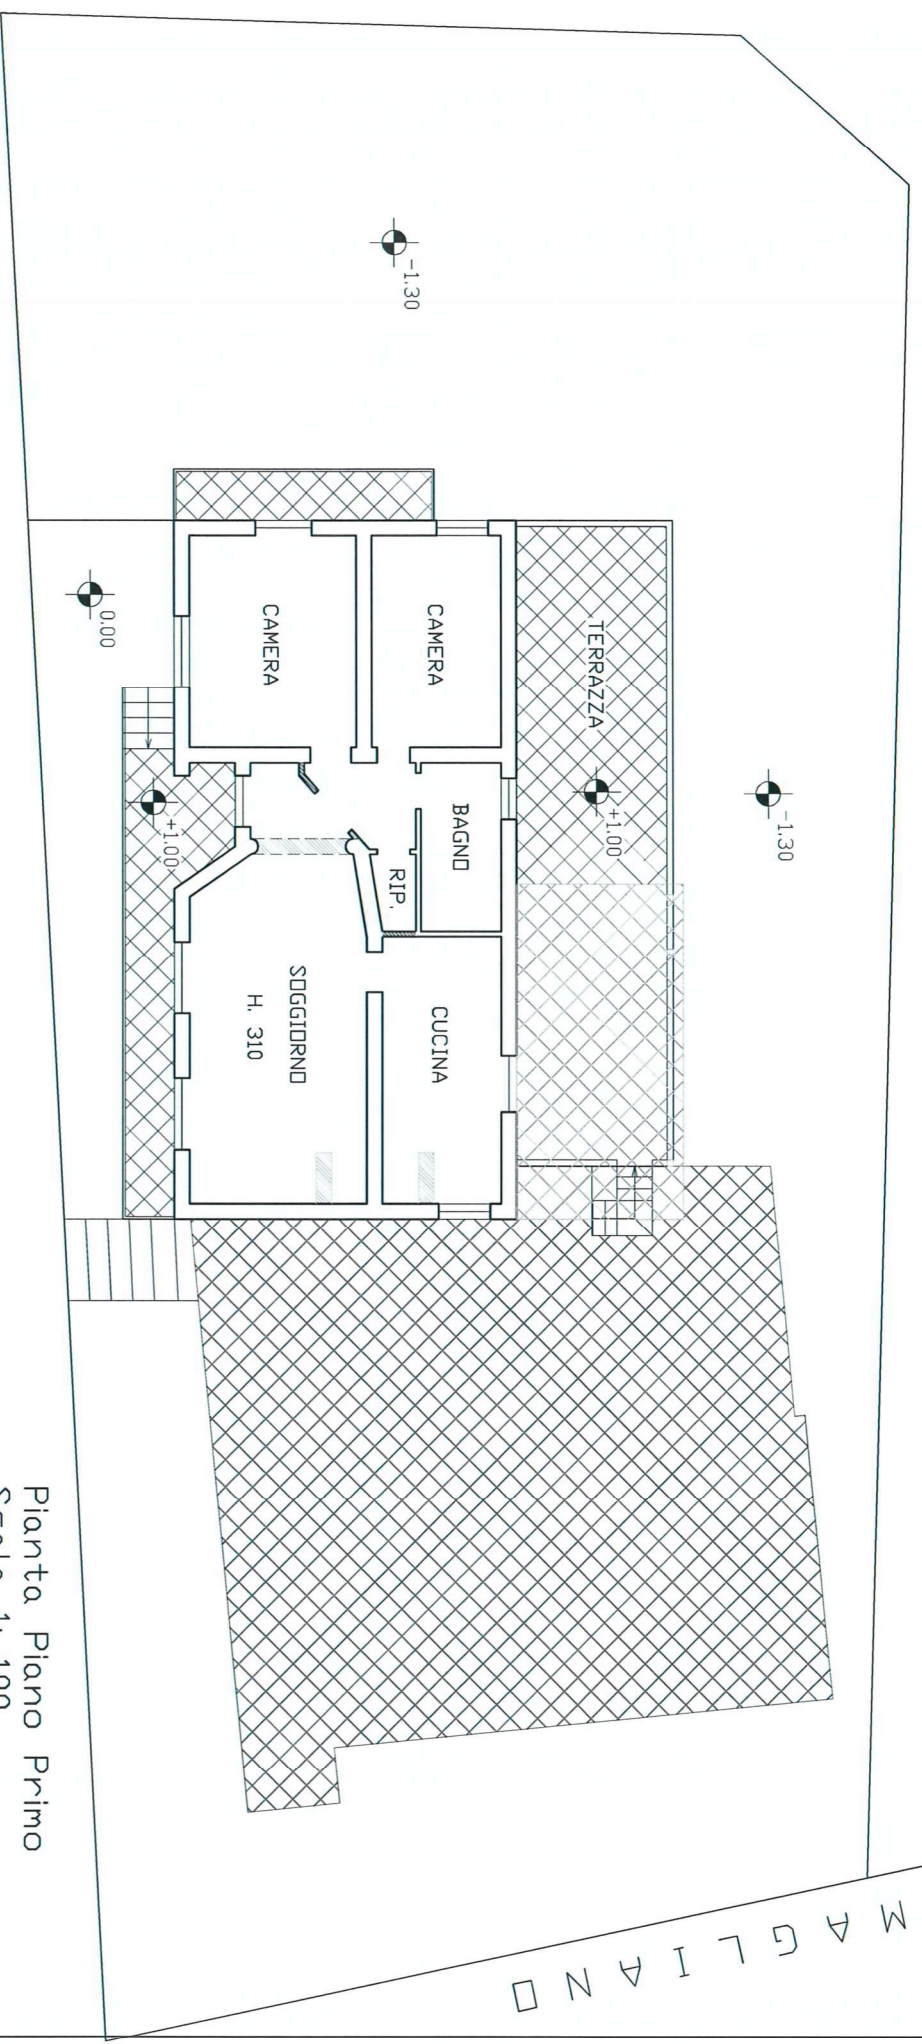 -1.30
-1.30
0.00
TERRAZZA
+1.00
CAMERA
CAMERA
BAGNO
RIP.
+1.00
CUCINA
SOGGIORNO
H. 310
MAGLIANO
Pianta Piano Primo